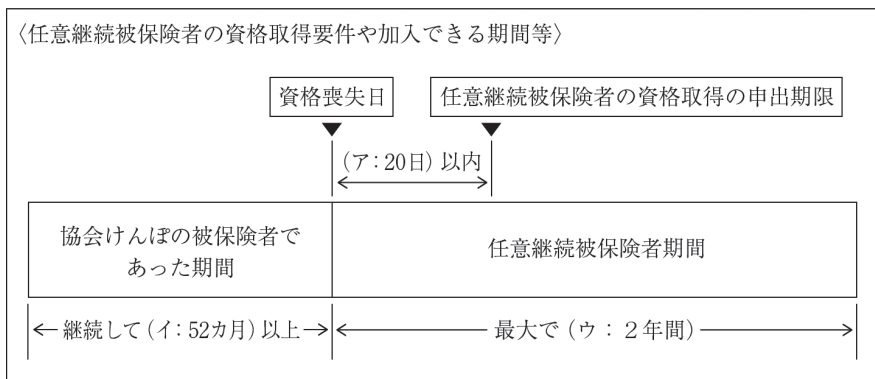 〈任意継続被保険者の資格取得要件や加入できる期間等〉
資格喪失日
任意継続被保険者の資格取得の申出期限
(ア:20日) 以内
協会けんぽの被保険者で
あった期間
任意継続被保険者期間
継続して (イ:52カ月) 以上
最大で (ウ : 2年間)